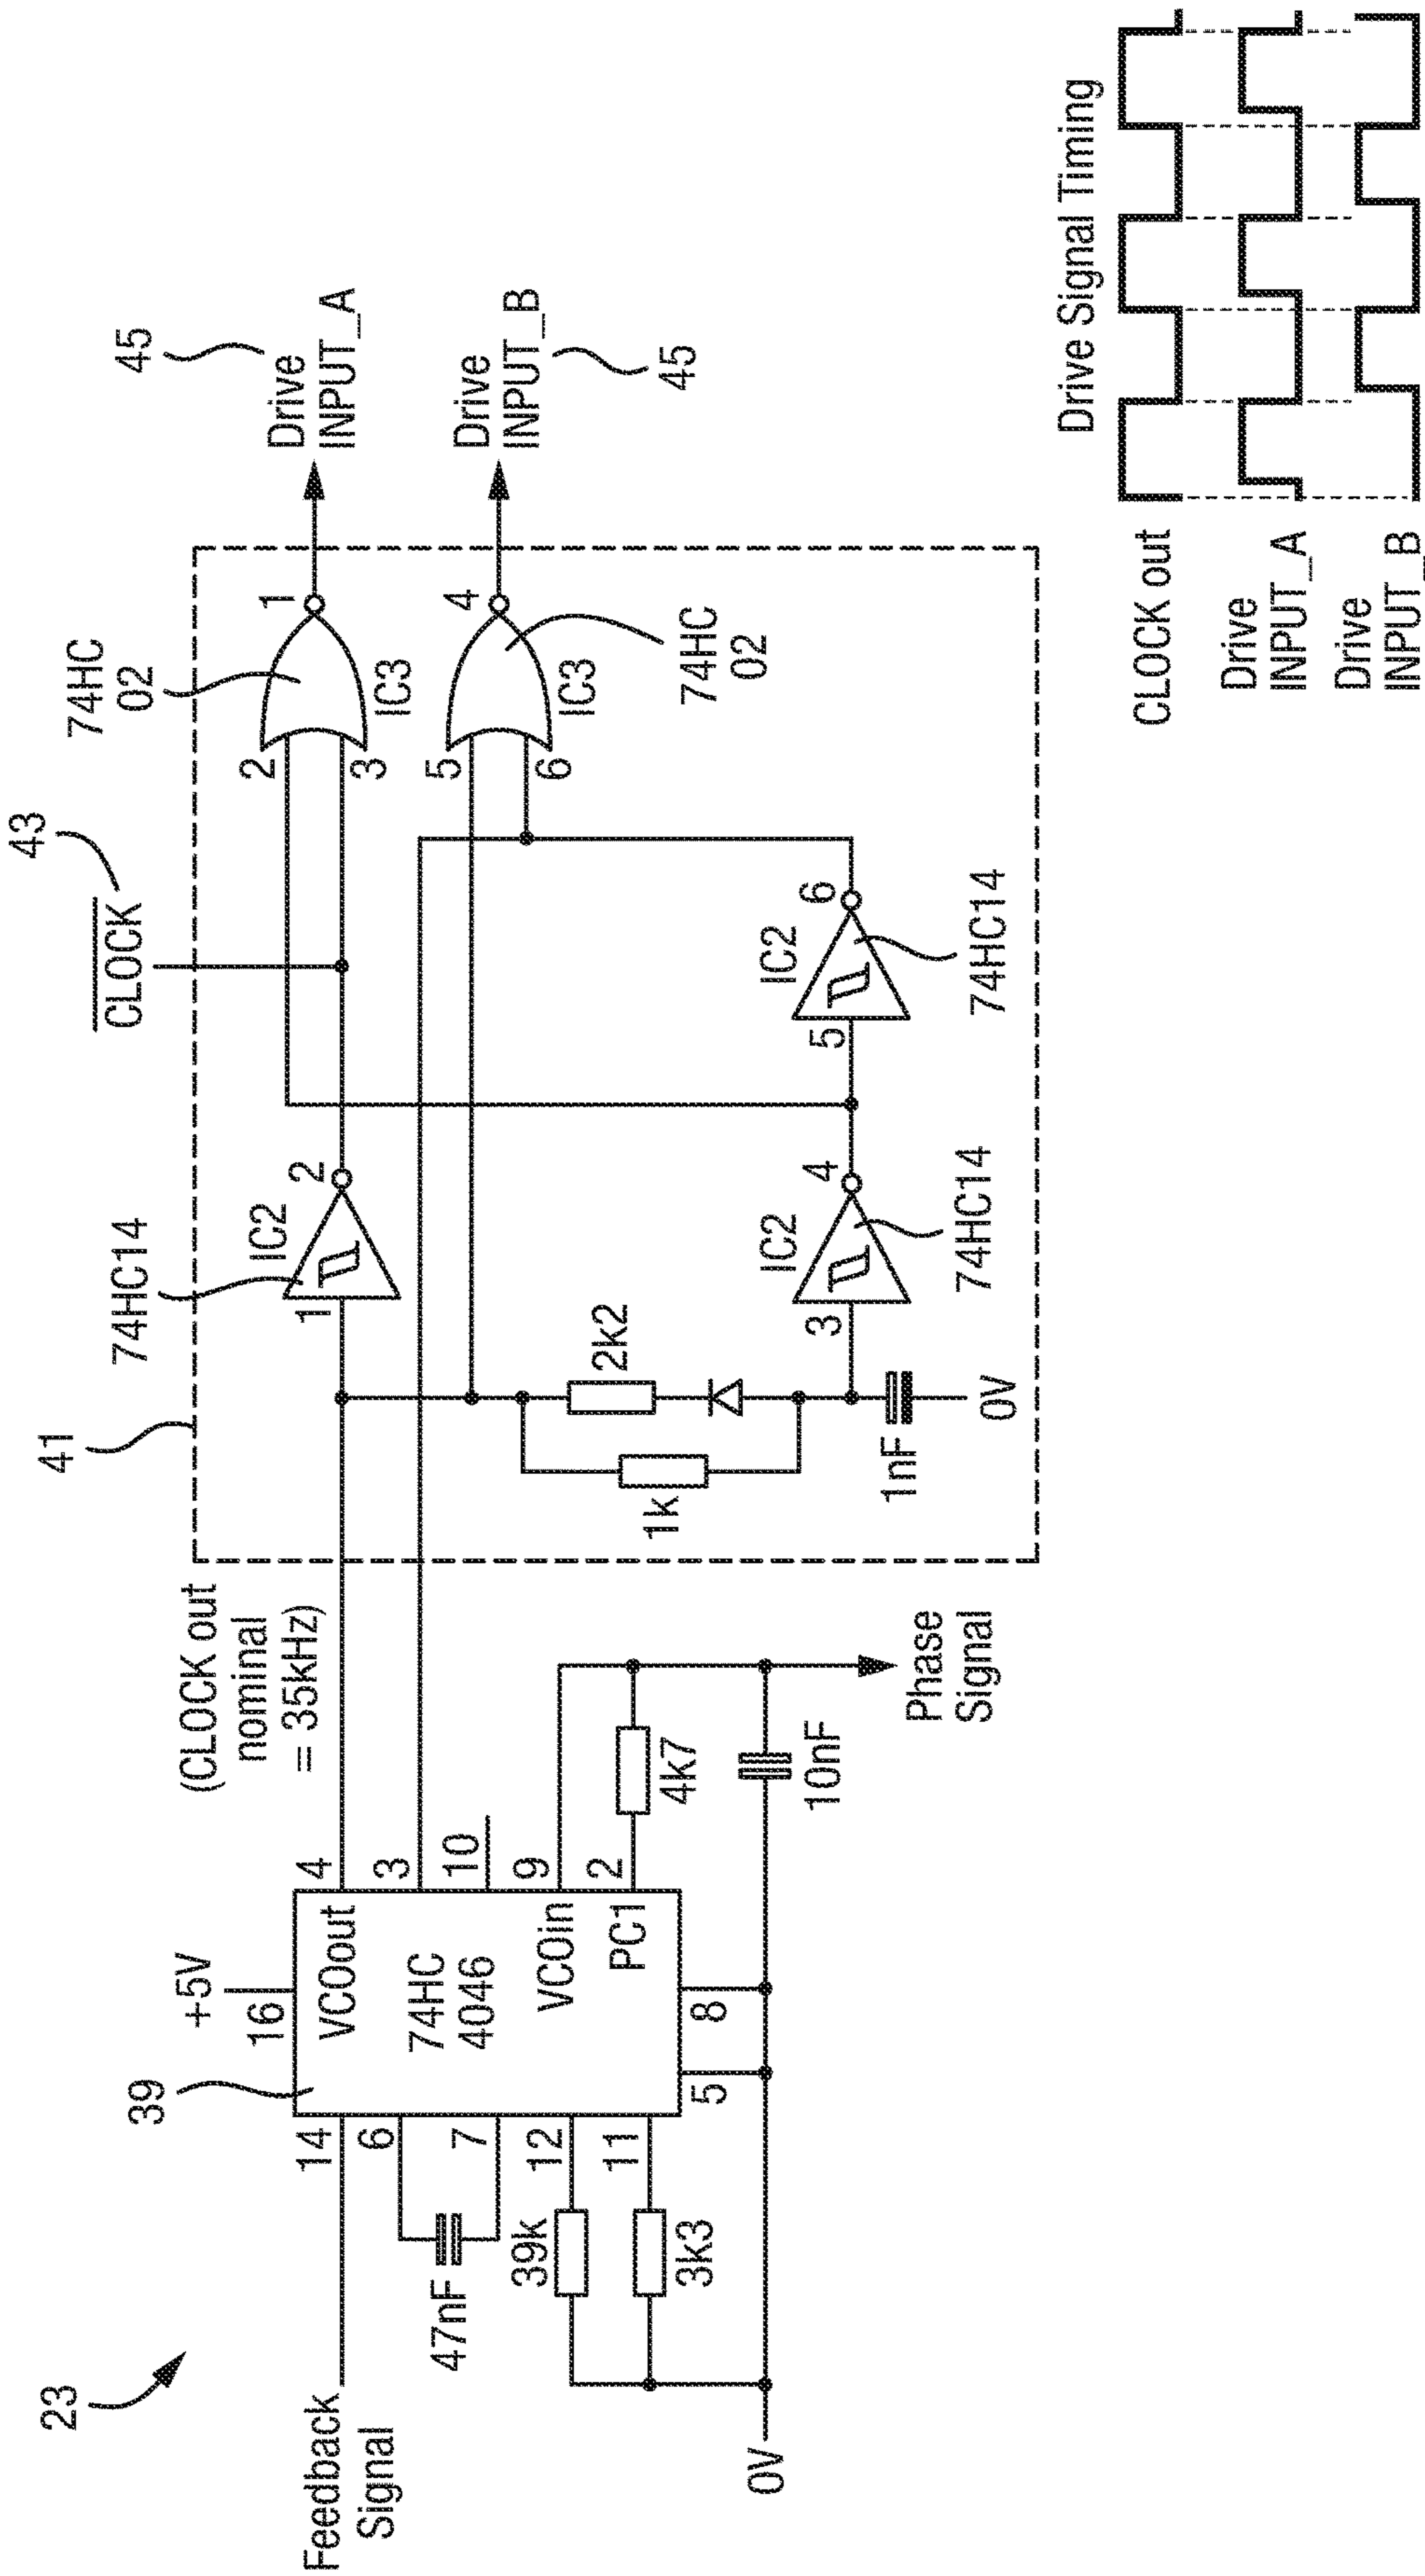 23
Feedback
Signal
39
+5V
16
14
6
7
12
11
5
8
4
3
10
9
2
VCOout
74HC
4046
VCOin
PC1
47nF
39k
3k3
0V
4k7
10nF
Phase
Signal
(CLOCK out
nominal
= 35kHz)
41
74HC14
IC2
1
2
CLOCK
43
1k
2k2
1nF
0V
3
IC2
4
74HC14
5
IC2
6
74HC14
74HC
02
2
3
1
IC3
5
6
4
IC3
74HC
02
45
Drive
INPUT_A
Drive
INPUT_B
45
Drive Signal Timing
CLOCK out
Drive
INPUT_A
Drive
INPUT_B